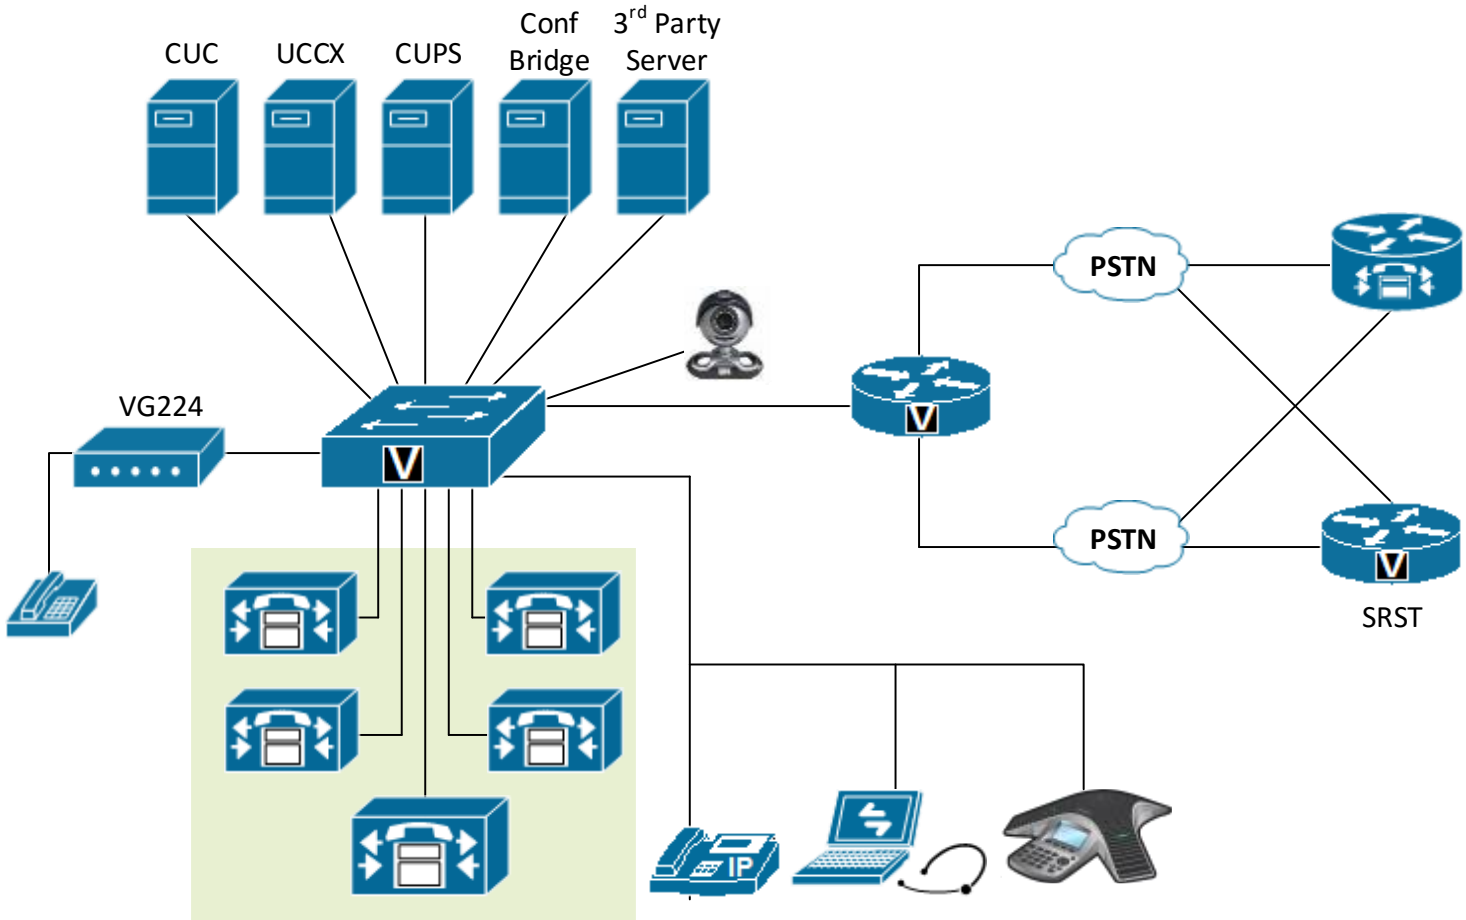 CUC
UCCX
CUPS
Conf
Bridge
3rd Party
Server
PSTN
VG224
V
V
PSTN
V
SRST
IP